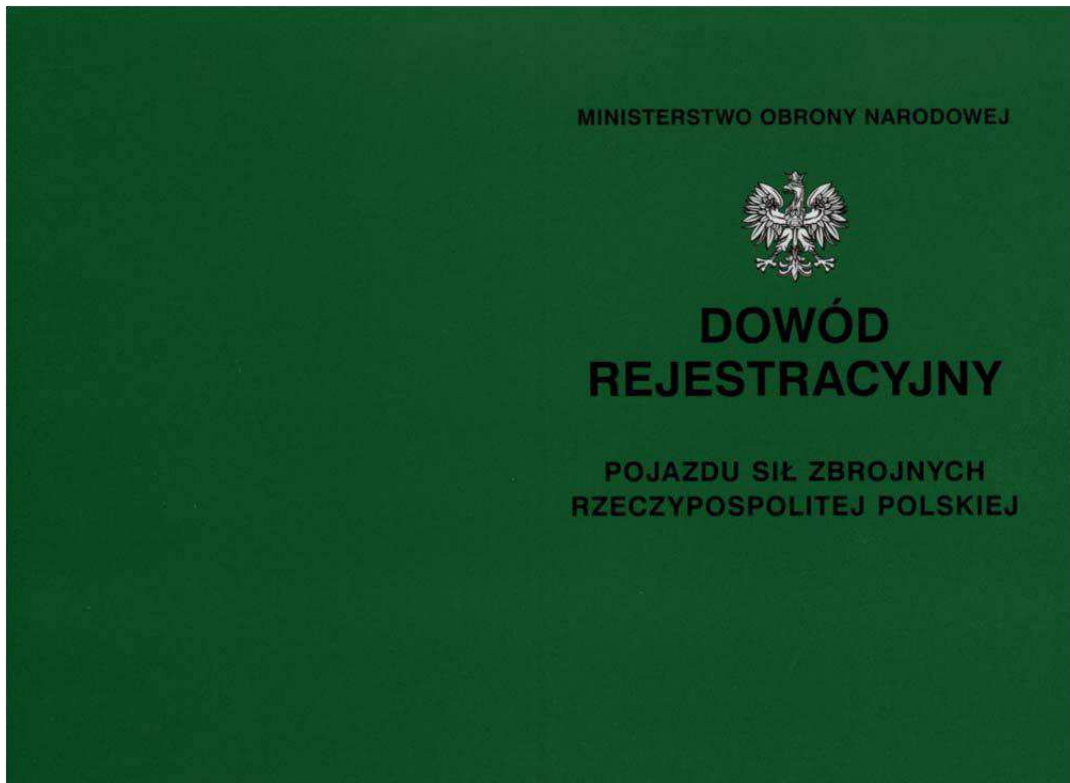 MINISTERSTWO OBRONY NARODOWEJ
DOWÓD
REJESTRACYJNY
POJAZDU SIŁ ZBROJNYCH
RZECZYPOSPOLITEJ POLSKIEJ